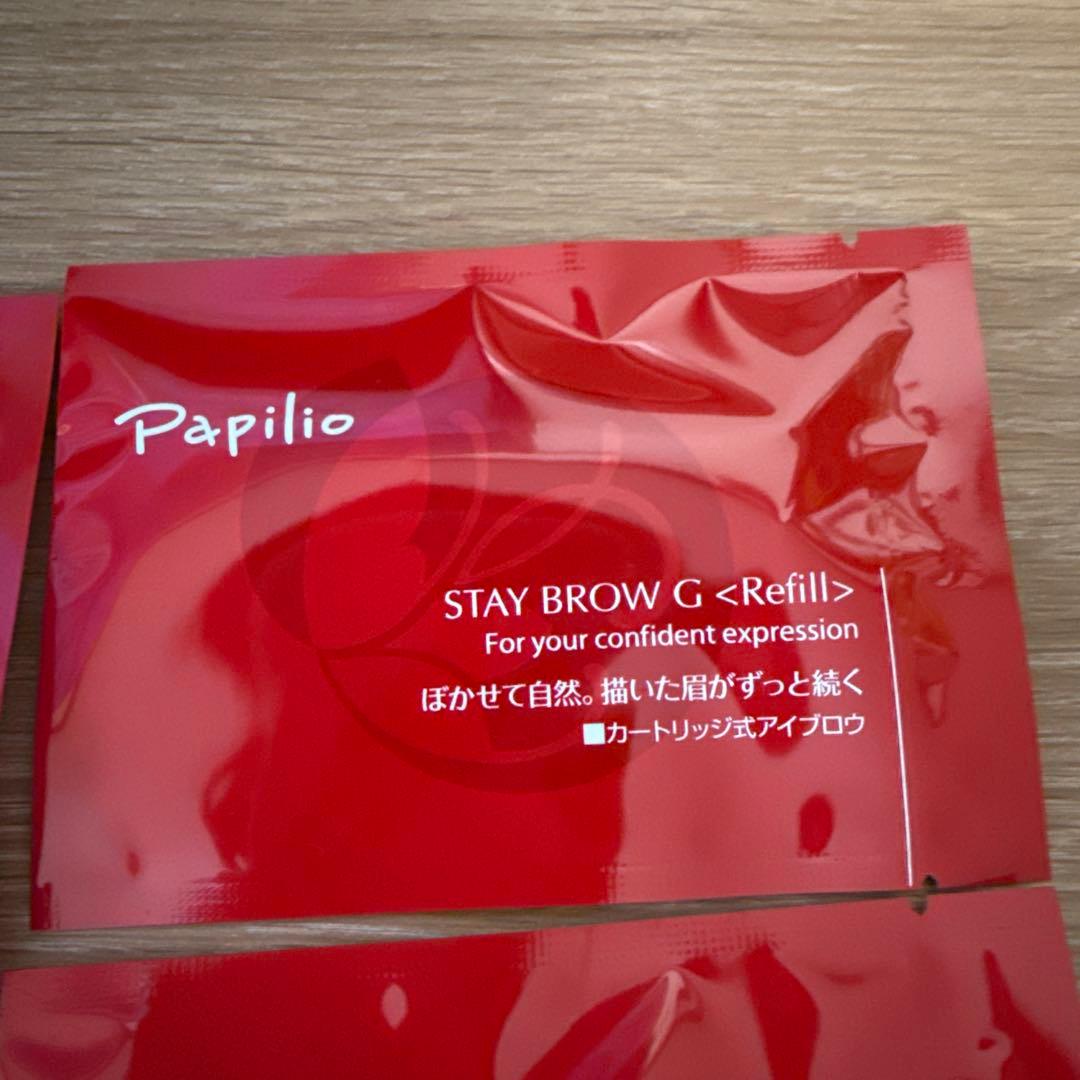 Papilio
STAY BROW G <Refill>
For your confident expression
ぼかせて自然。描いた眉がずっと続く
■カートリッジ式アイブロウ